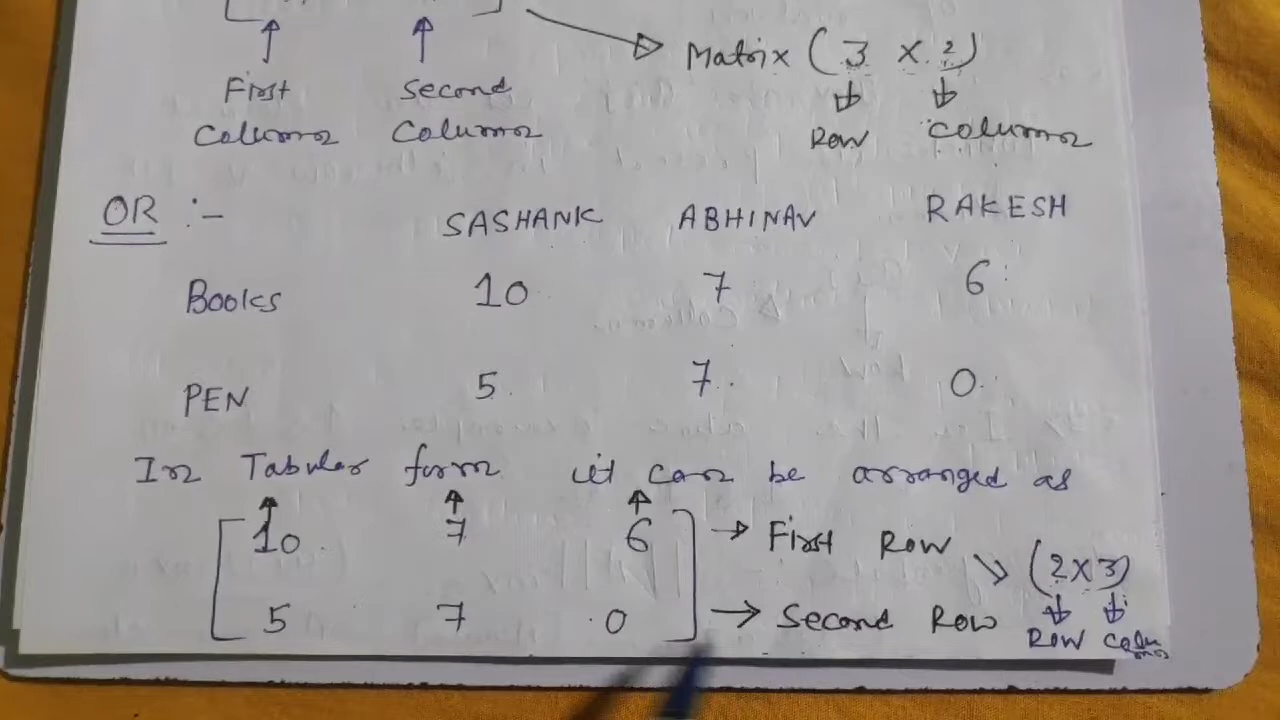 Matrix (3 x 2)
First Second
Column Column
Row Column
OR :- SASHANK ABHINAV RAKESH
Books 10 7 6
PEN 5 7 0
In Tabular form it can be arranged as
[10 7 6] → First Row (2x3)
[5 7 0] → Second Row
Row Column